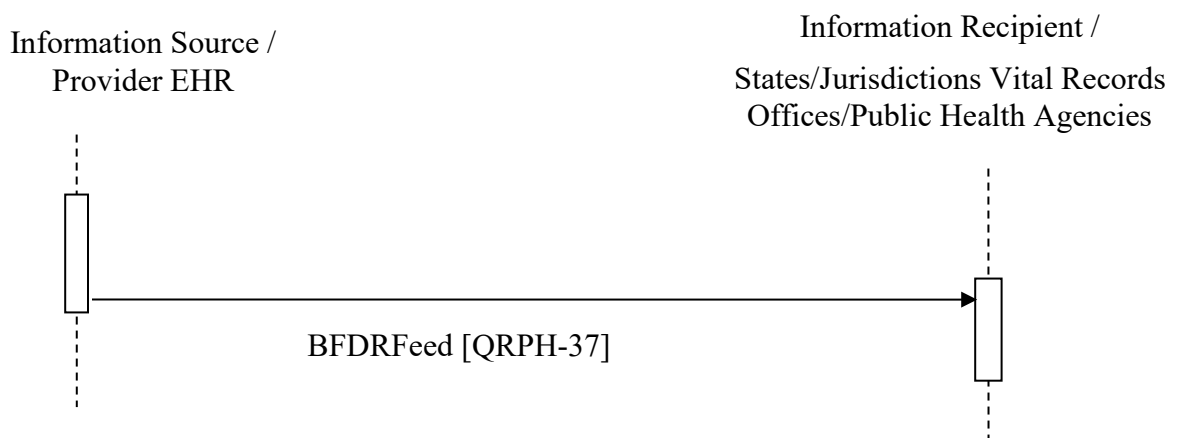 Information Source /
Provider EHR
Information Recipient /
States/Jurisdictions Vital Records
Offices/Public Health Agencies
BFDRFeed [QRPH-37]